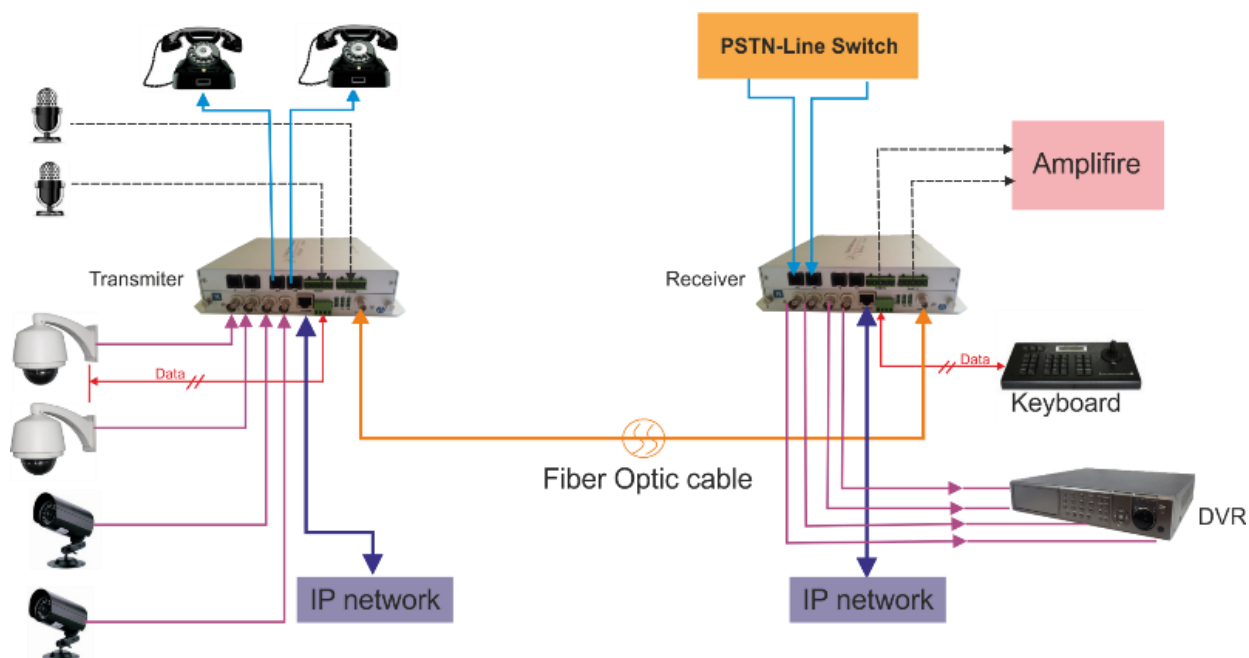 PSTN-Line Switch
Amplifire
Transmiter
Receiver
Data
Data
Keyboard
Fiber Optic cable
DVR
IP network
IP network